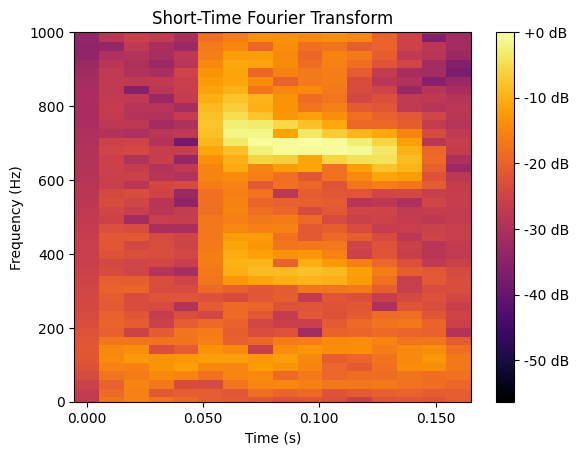 Short-Time Fourier Transform
1000
800
600
400
200
0
Frequency (Hz)
0.000
0.050
0.100
0.150
Time (s)
+0 dB
-10 dB
-20 dB
-30 dB
-40 dB
-50 dB